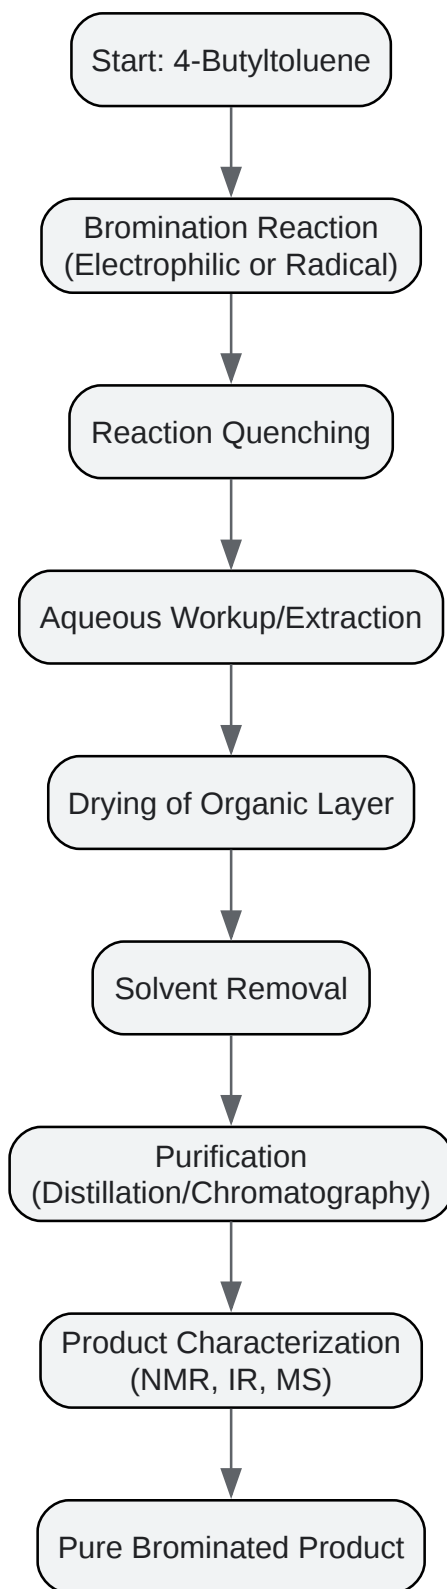 Start: 4-Butyltoluene
Bromination Reaction
(Electrophilic or Radical)
Reaction Quenching
Aqueous Workup/Extraction
Drying of Organic Layer
Solvent Removal
Purification
(Distillation/Chromatography)
Product Characterization
(NMR, IR, MS)
Pure Brominated Product